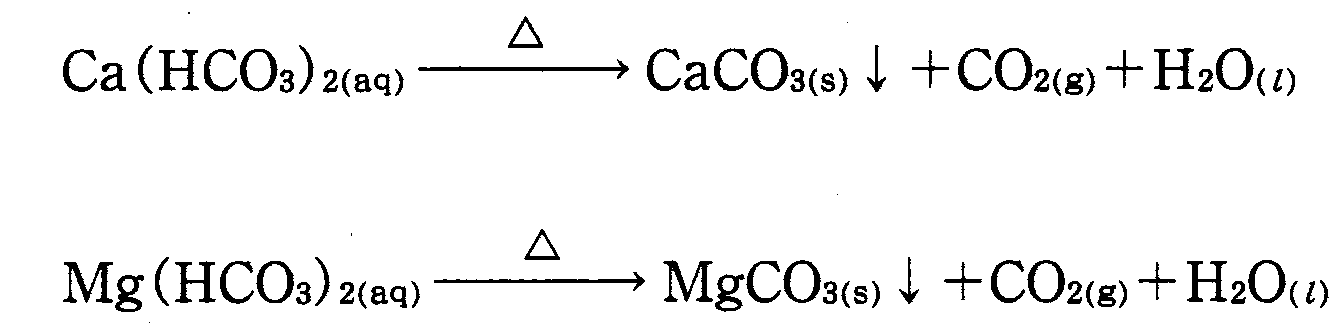 Ca(HCO₃)₂(aq) —△→ CaCO₃(s)↓ +CO₂(g)+H₂O(l)
Mg(HCO₃)₂(aq) —△→ MgCO₃(s)↓ +CO₂(g)+H₂O(l)